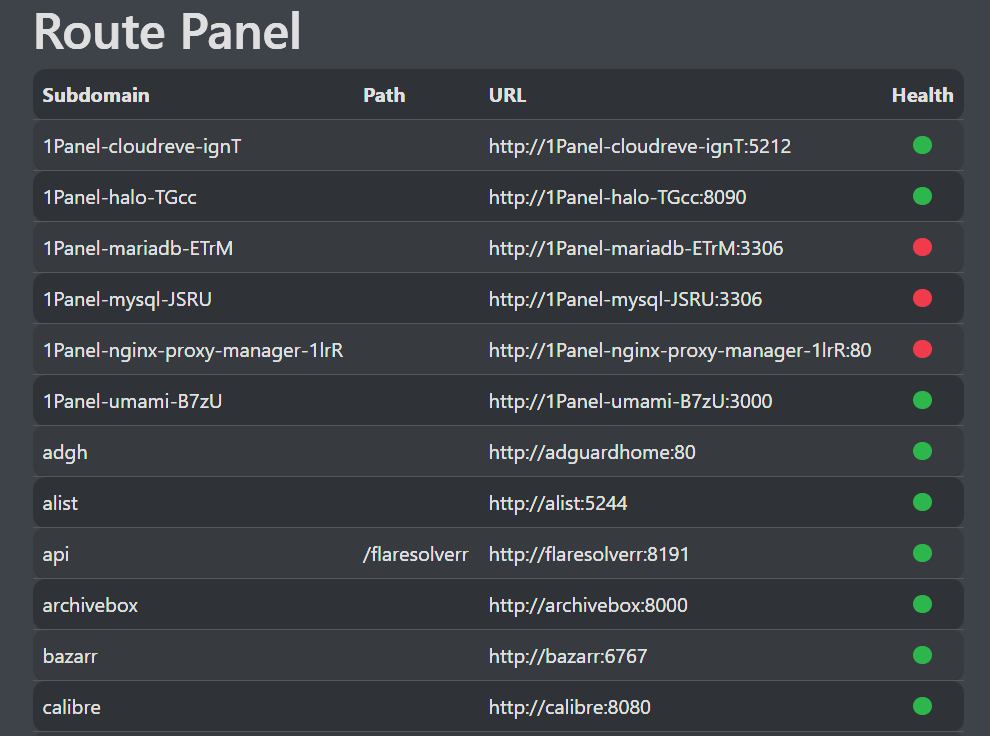 Route Panel
Subdomain Path URL Health
1Panel-cloudreve-ignT http://1Panel-cloudreve-ignT:5212
1Panel-halo-TGcc http://1Panel-halo-TGcc:8090
1Panel-mariadb-ETrM http://1Panel-mariadb-ETrM:3306
1Panel-mysql-JSRU http://1Panel-mysql-JSRU:3306
1Panel-nginx-proxy-manager-1lrR http://1Panel-nginx-proxy-manager-1lrR:80
1Panel-umami-B7zU http://1Panel-umami-B7zU:3000
adgh http://adguardhome:80
alist http://alist:5244
api /flaresolverr http://flaresolverr:8191
archivebox http://archivebox:8000
bazarr http://bazarr:6767
calibre http://calibre:8080